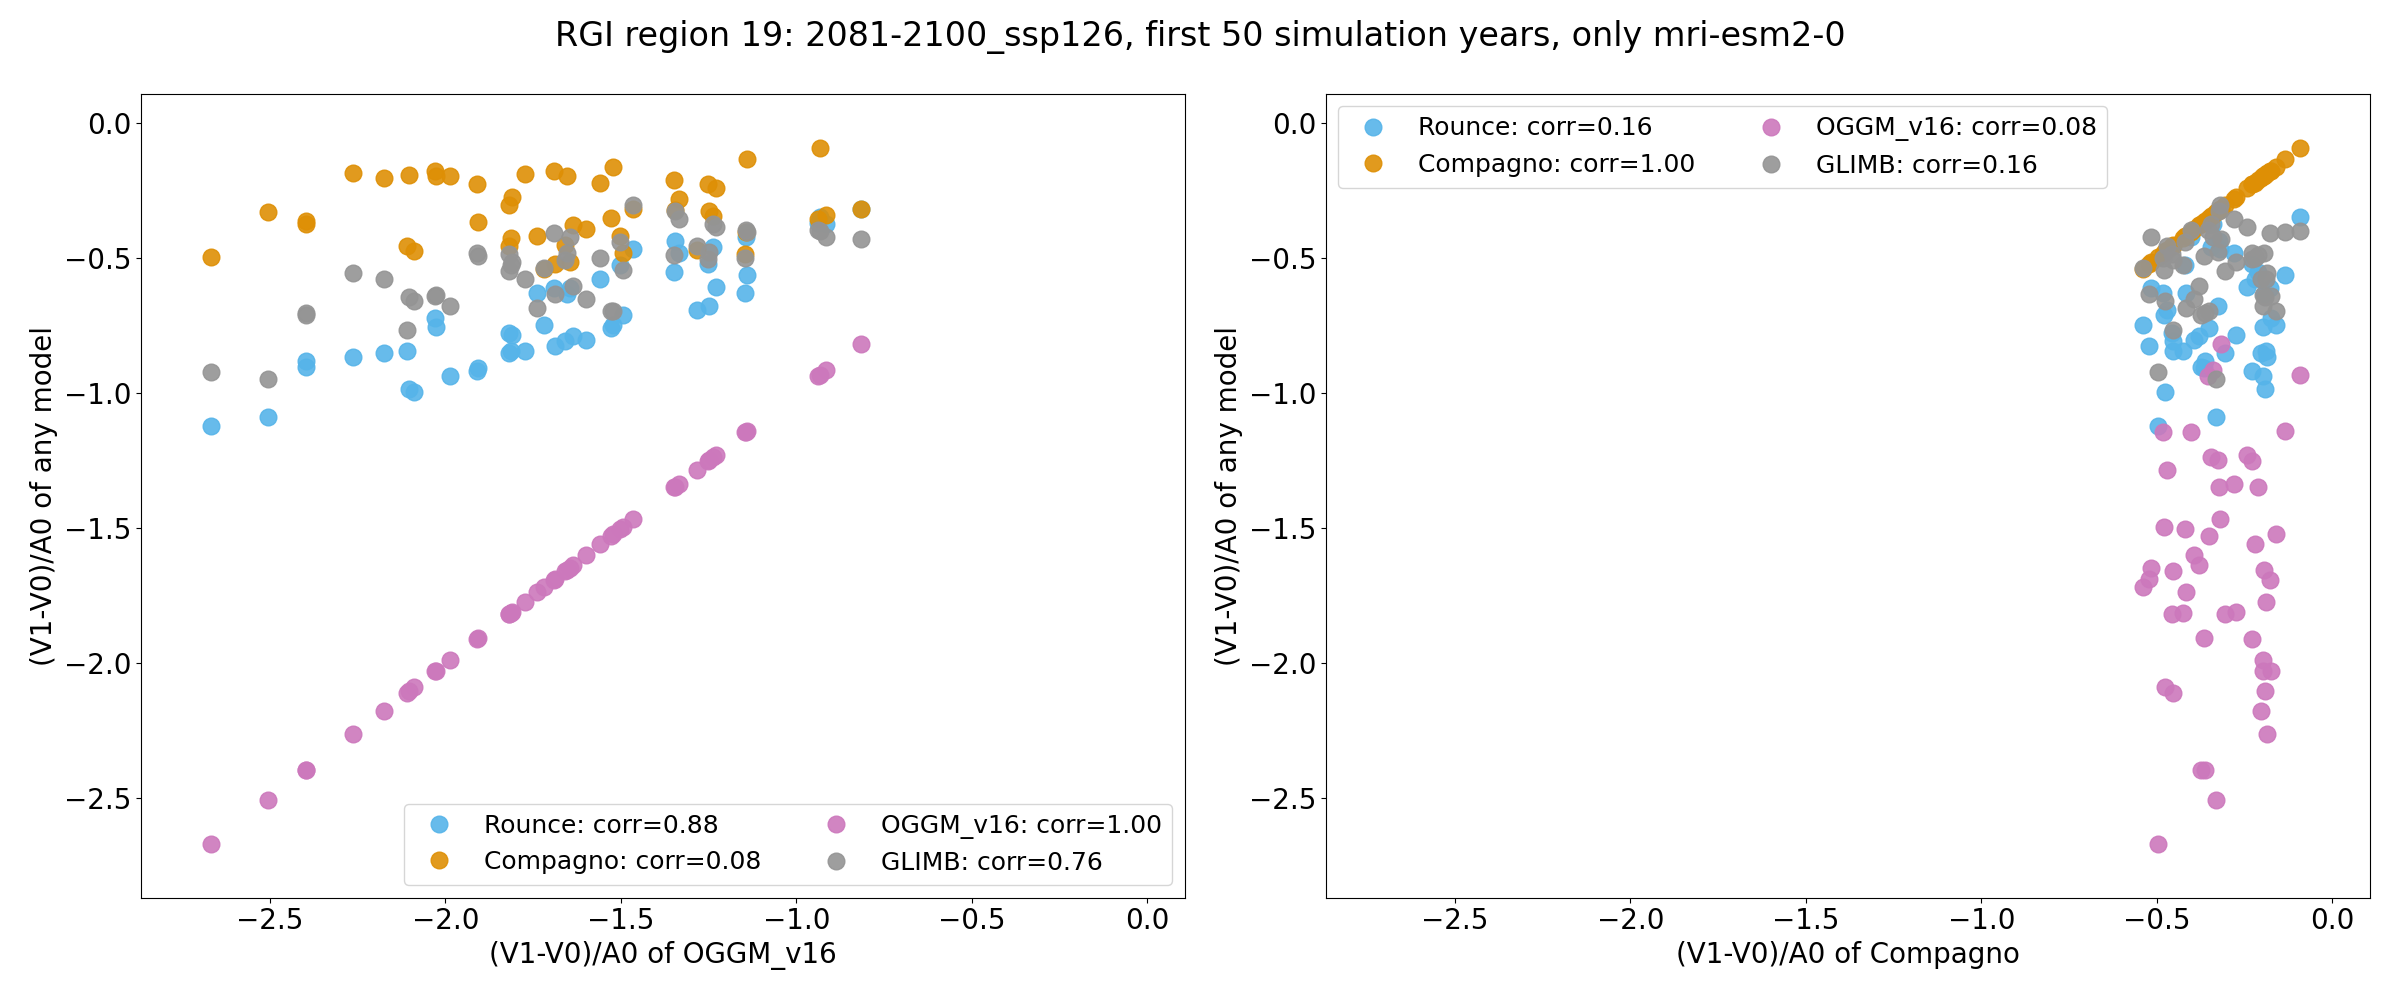 RGI region 19: 2081-2100_ssp126, first 50 simulation years, only mri-esm2-0
0.0
−0.5
−1.0
−1.5
−2.0
−2.5
(V1-V0)/A0 of any model
Rounce: corr=0.88
Compagno: corr=0.08
OGGM_v16: corr=1.00
GLIMB: corr=0.76
−2.5 −2.0 −1.5 −1.0 −0.5 0.0
(V1-V0)/A0 of OGGM_v16
Rounce: corr=0.16
Compagno: corr=1.00
OGGM_v16: corr=0.08
GLIMB: corr=0.16
0.0
−0.5
−1.0
−1.5
−2.0
−2.5
(V1-V0)/A0 of any model
−2.5 −2.0 −1.5 −1.0 −0.5 0.0
(V1-V0)/A0 of Compagno